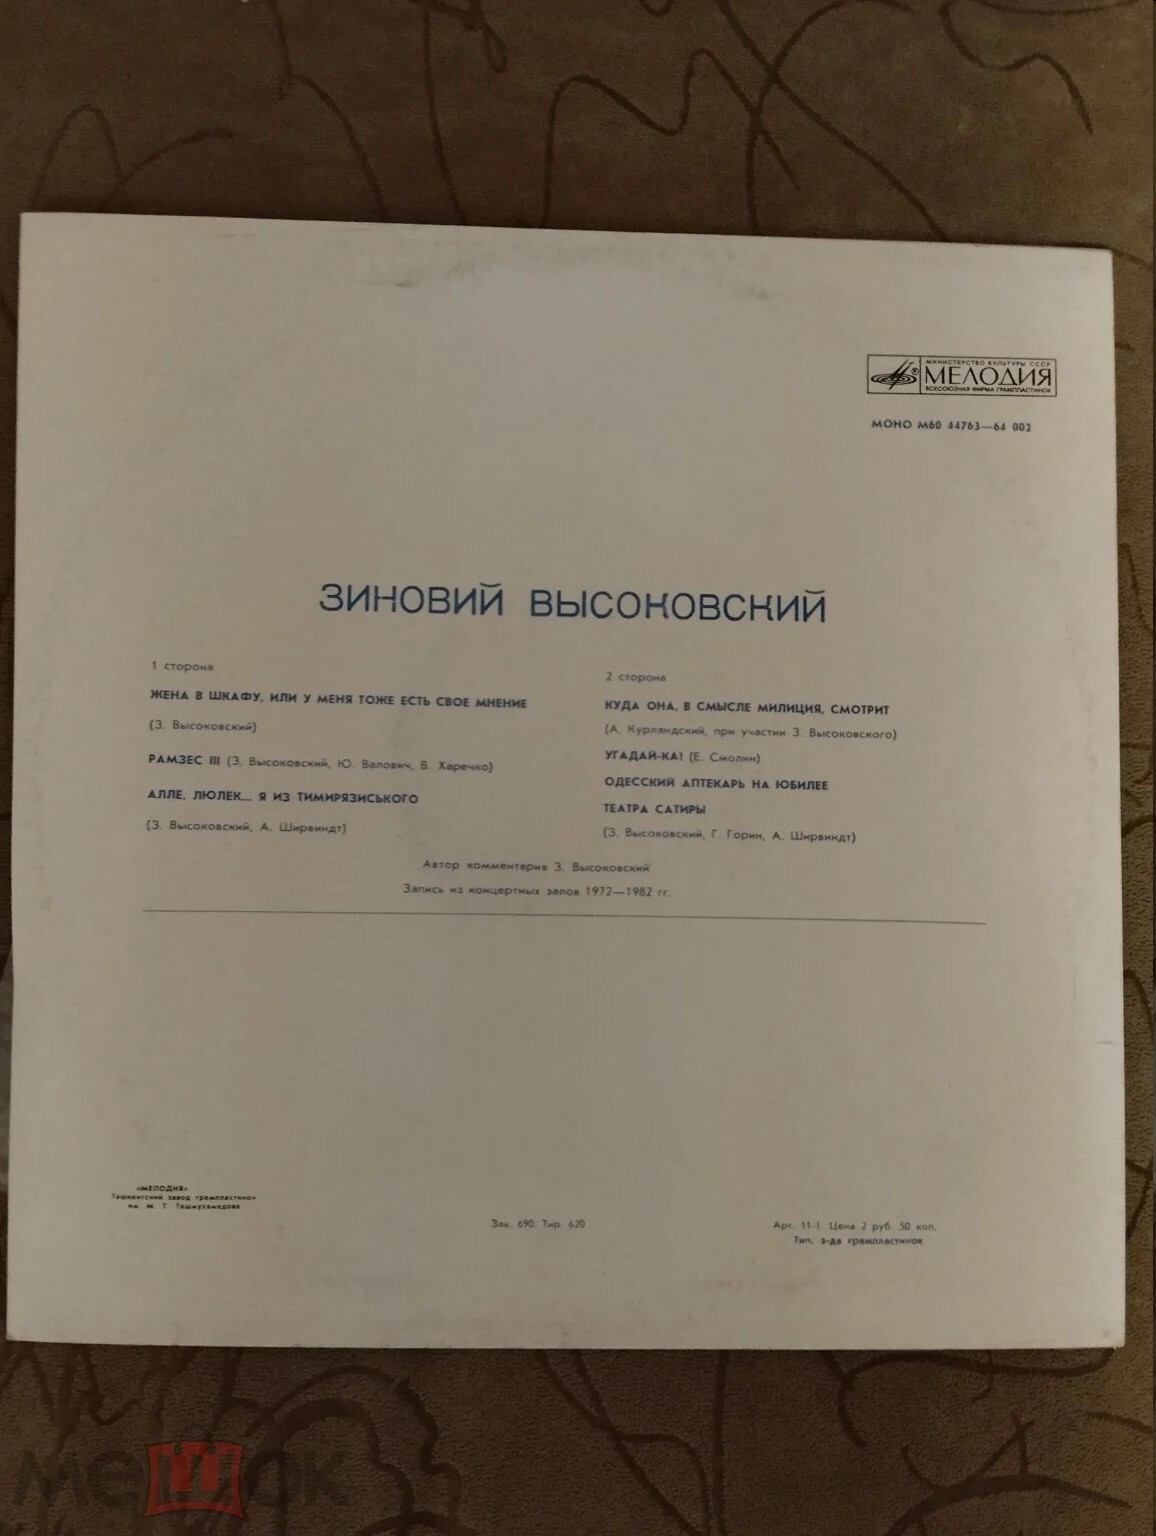 МИНИСТЕРСТВО КУЛЬТУРЫ СССР
МЕЛОДИЯ
ВСЕСОЮЗНАЯ ФИРМА ГРАМПЛАСТИНОК
МОНО М60 44763—64 002
ЗИНОВИЙ ВЫСОКОВСКИЙ
1 сторона
ЖЕНА В ШКАФУ, ИЛИ У МЕНЯ ТОЖЕ ЕСТЬ СВОЕ МНЕНИЕ
(З. Высоковский)
РАМЗЕС III (З. Высоковский, Ю. Валович, В. Харечко)
АЛЛЕ, ЛЮЛЕК... Я ИЗ ТИМИРЯЗИСЬКОГО
(З. Высоковский, А. Ширвиндт)
2 сторона
КУДА ОНА, В СМЫСЛЕ МИЛИЦИЯ, СМОТРИТ
(А. Курляндский, при участии З. Высоковского)
УГАДАЙ-КА! (Е. Смолин)
ОДЕССКИЙ АПТЕКАРЬ НА ЮБИЛЕЕ
ТЕАТРА САТИРЫ
(З. Высоковский, Г. Горин, А. Ширвиндт)
Автор комментария З. Высоковский
Запись из концертных залов 1972—1982 гг.
«МЕЛОДИЯ»
Ташкентский завод грампластинок
им. М. Т. Ташмухамедова
Зак. 690. Тир. 620
Арт. 11-1. Цена 2 руб. 50 коп.
Тип. з-да грампластинок
мешок